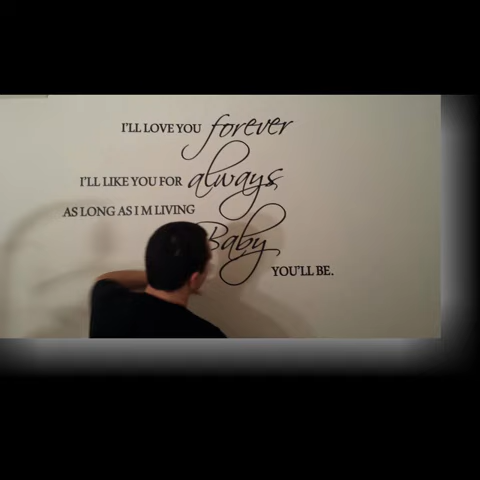 I'LL LOVE YOU forever
I'LL LIKE YOU FOR always
AS LONG AS I M LIVING
Baby
YOU'LL BE.